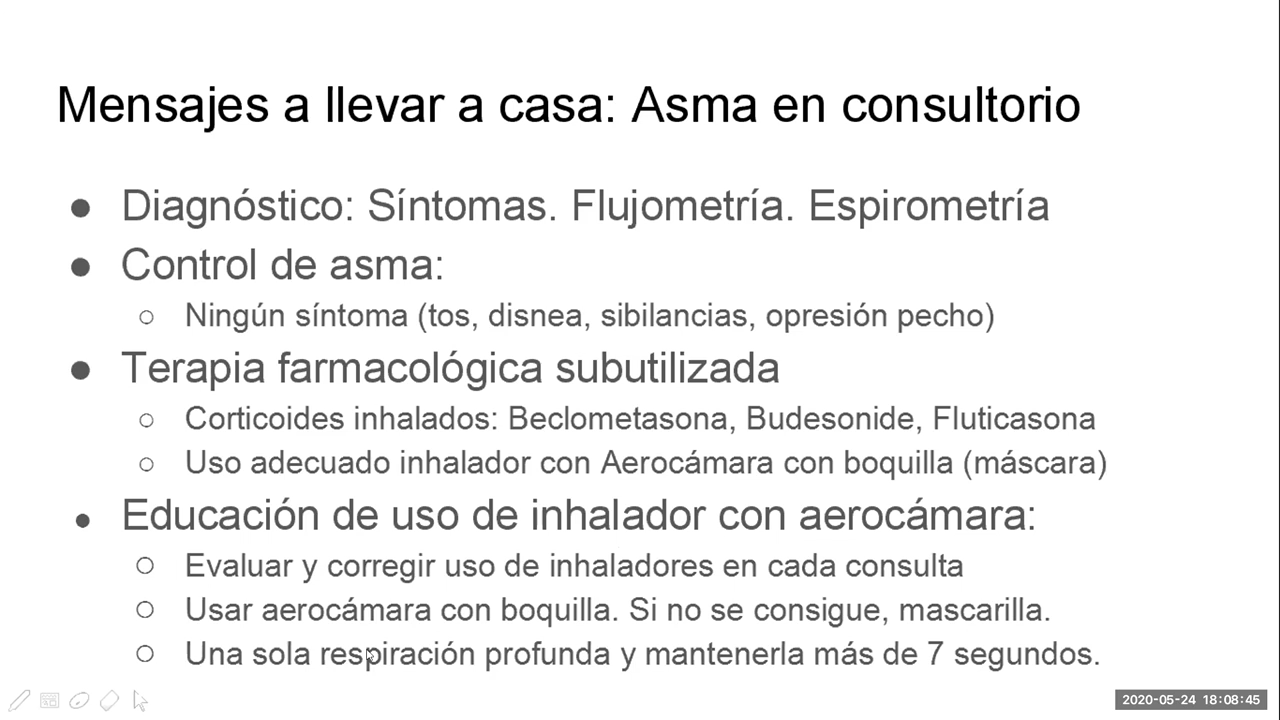 Mensajes a llevar a casa: Asma en consultorio
● Diagnóstico: Síntomas. Flujometría. Espirometría
● Control de asma:
○ Ningún síntoma (tos, disnea, sibilancias, opresión pecho)
● Terapia farmacológica subutilizada
○ Corticoides inhalados: Beclometasona, Budesonide, Fluticasona
○ Uso adecuado inhalador con Aerocámara con boquilla (máscara)
● Educación de uso de inhalador con aerocámara:
○ Evaluar y corregir uso de inhaladores en cada consulta
○ Usar aerocámara con boquilla. Si no se consigue, mascarilla.
○ Una sola respiración profunda y mantenerla más de 7 segundos.
2020-05-24 18:08:45